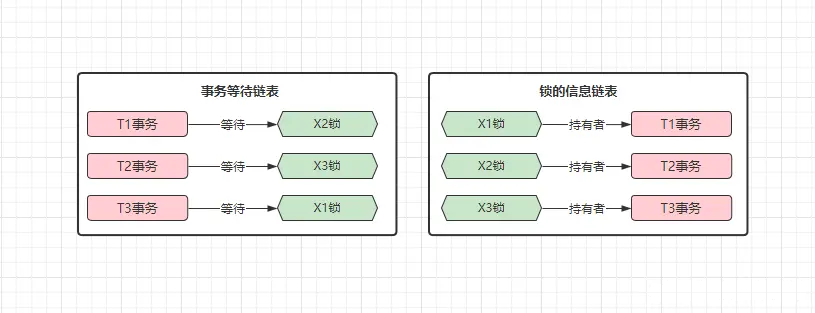 事务等待链表
T1事务 等待 X2锁
T2事务 等待 X3锁
T3事务 等待 X1锁
锁的信息链表
X1锁 持有者 T1事务
X2锁 持有者 T2事务
X3锁 持有者 T3事务